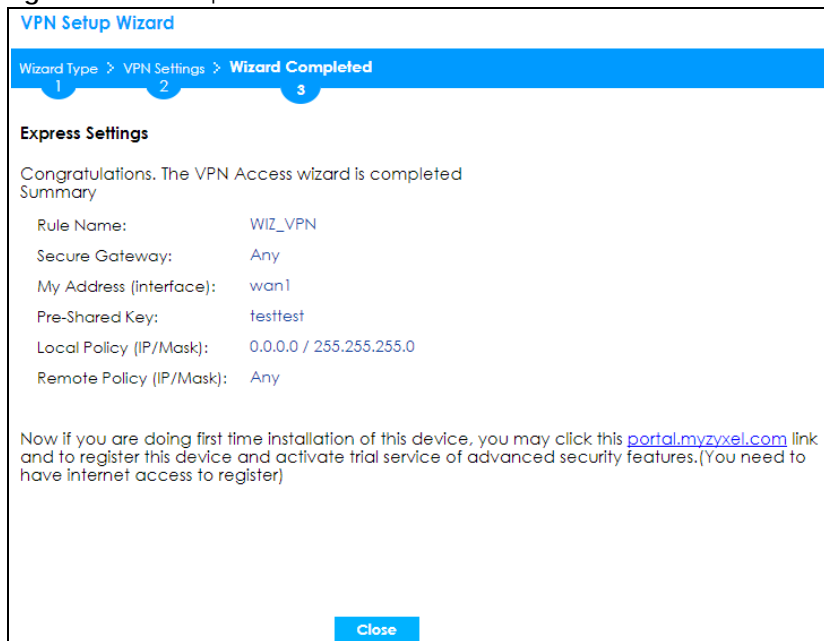 VPN Setup Wizard
Wizard Type > VPN Settings > Wizard Completed
1 2 3
Express Settings
Congratulations. The VPN Access wizard is completed
Summary
Rule Name: WIZ_VPN
Secure Gateway: Any
My Address (interface): wan1
Pre-Shared Key: testtest
Local Policy (IP/Mask): 0.0.0.0 / 255.255.255.0
Remote Policy (IP/Mask): Any
Now if you are doing first time installation of this device, you may click this portal.myzyxel.com link
and to register this device and activate trial service of advanced security features.(You need to
have internet access to register)
Close